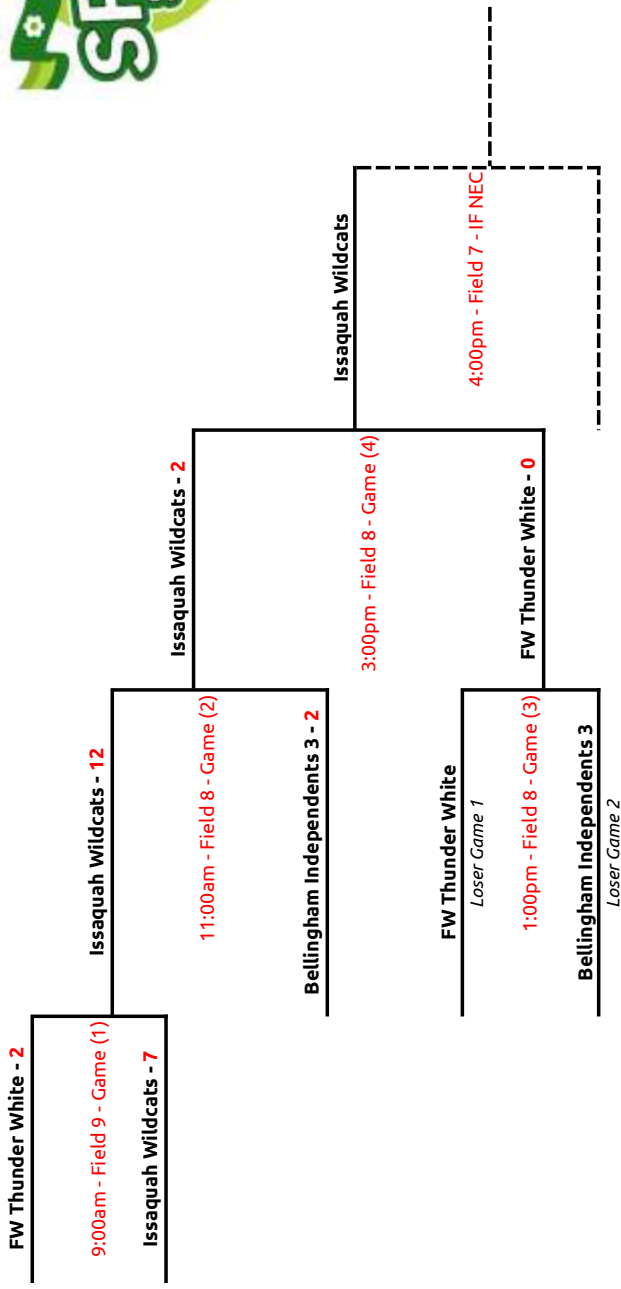 FW Thunder White - 2
9:00am - Field 9 - Game (1)
Issaquah Wildcats - 7
Issaquah Wildcats - 12
11:00am - Field 8 - Game (2)
Bellingham Independents 3 - 2
FW Thunder White
Loser Game 1
1:00pm - Field 8 - Game (3)
Bellingham Independents 3
Loser Game 2
Issaquah Wildcats - 2
3:00pm - Field 8 - Game (4)
FW Thunder White - 0
Issaquah Wildcats
4:00pm - Field 7 - IF NEC